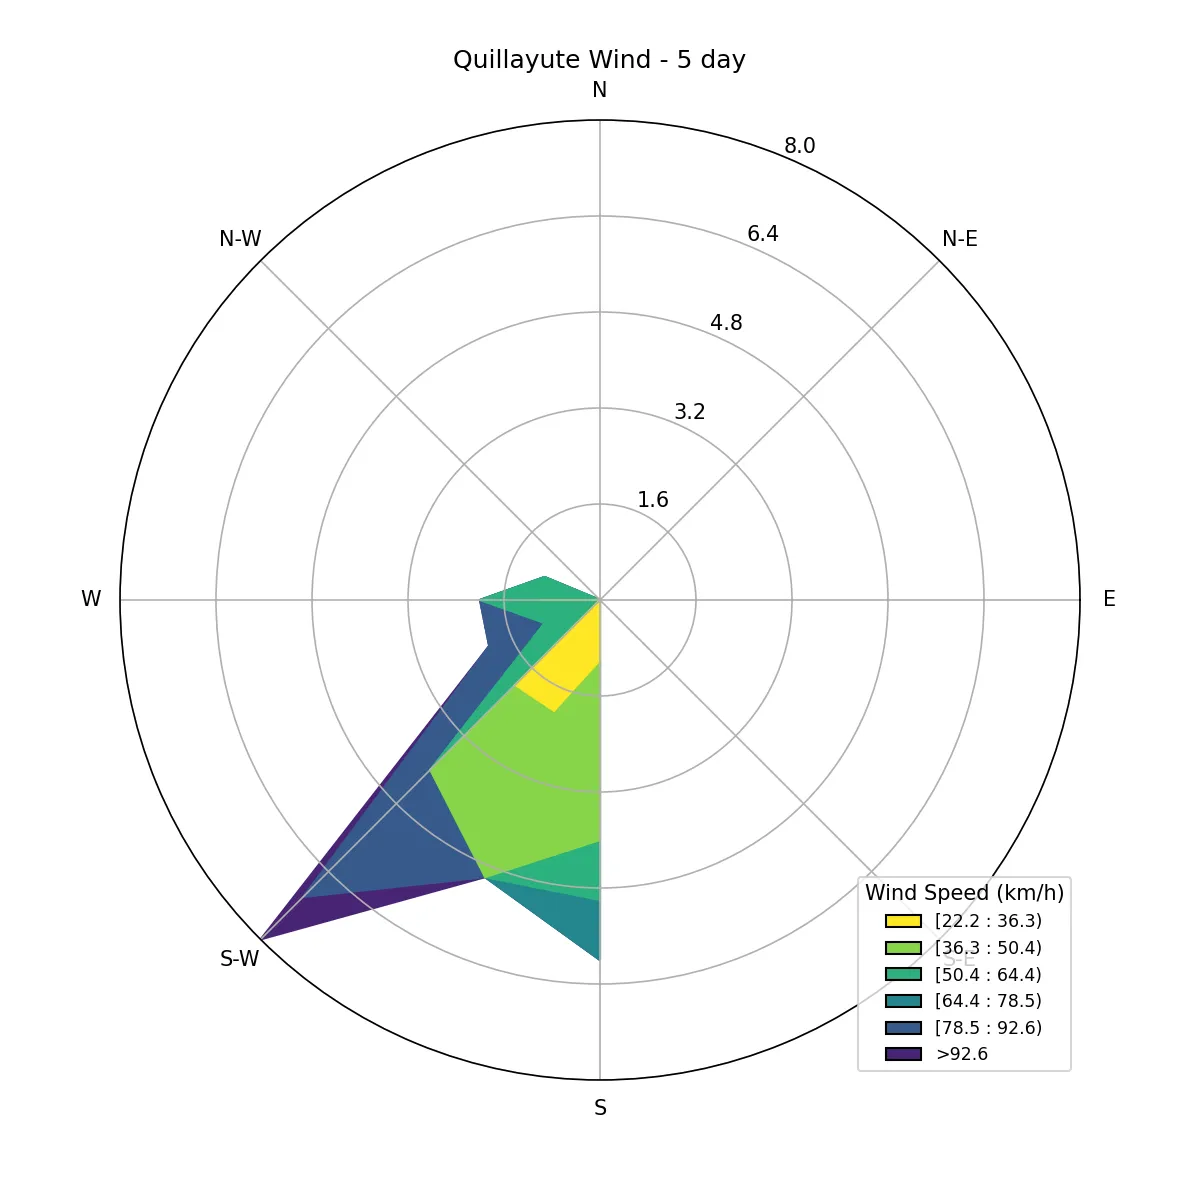 Quillayute Wind - 5 day
N
8.0
6.4
N-W
N-E
4.8
3.2
1.6
W
E
S-W
S-E
Wind Speed (km/h)
[22.2 : 36.3)
[36.3 : 50.4)
[50.4 : 64.4)
[64.4 : 78.5)
[78.5 : 92.6)
>92.6
S